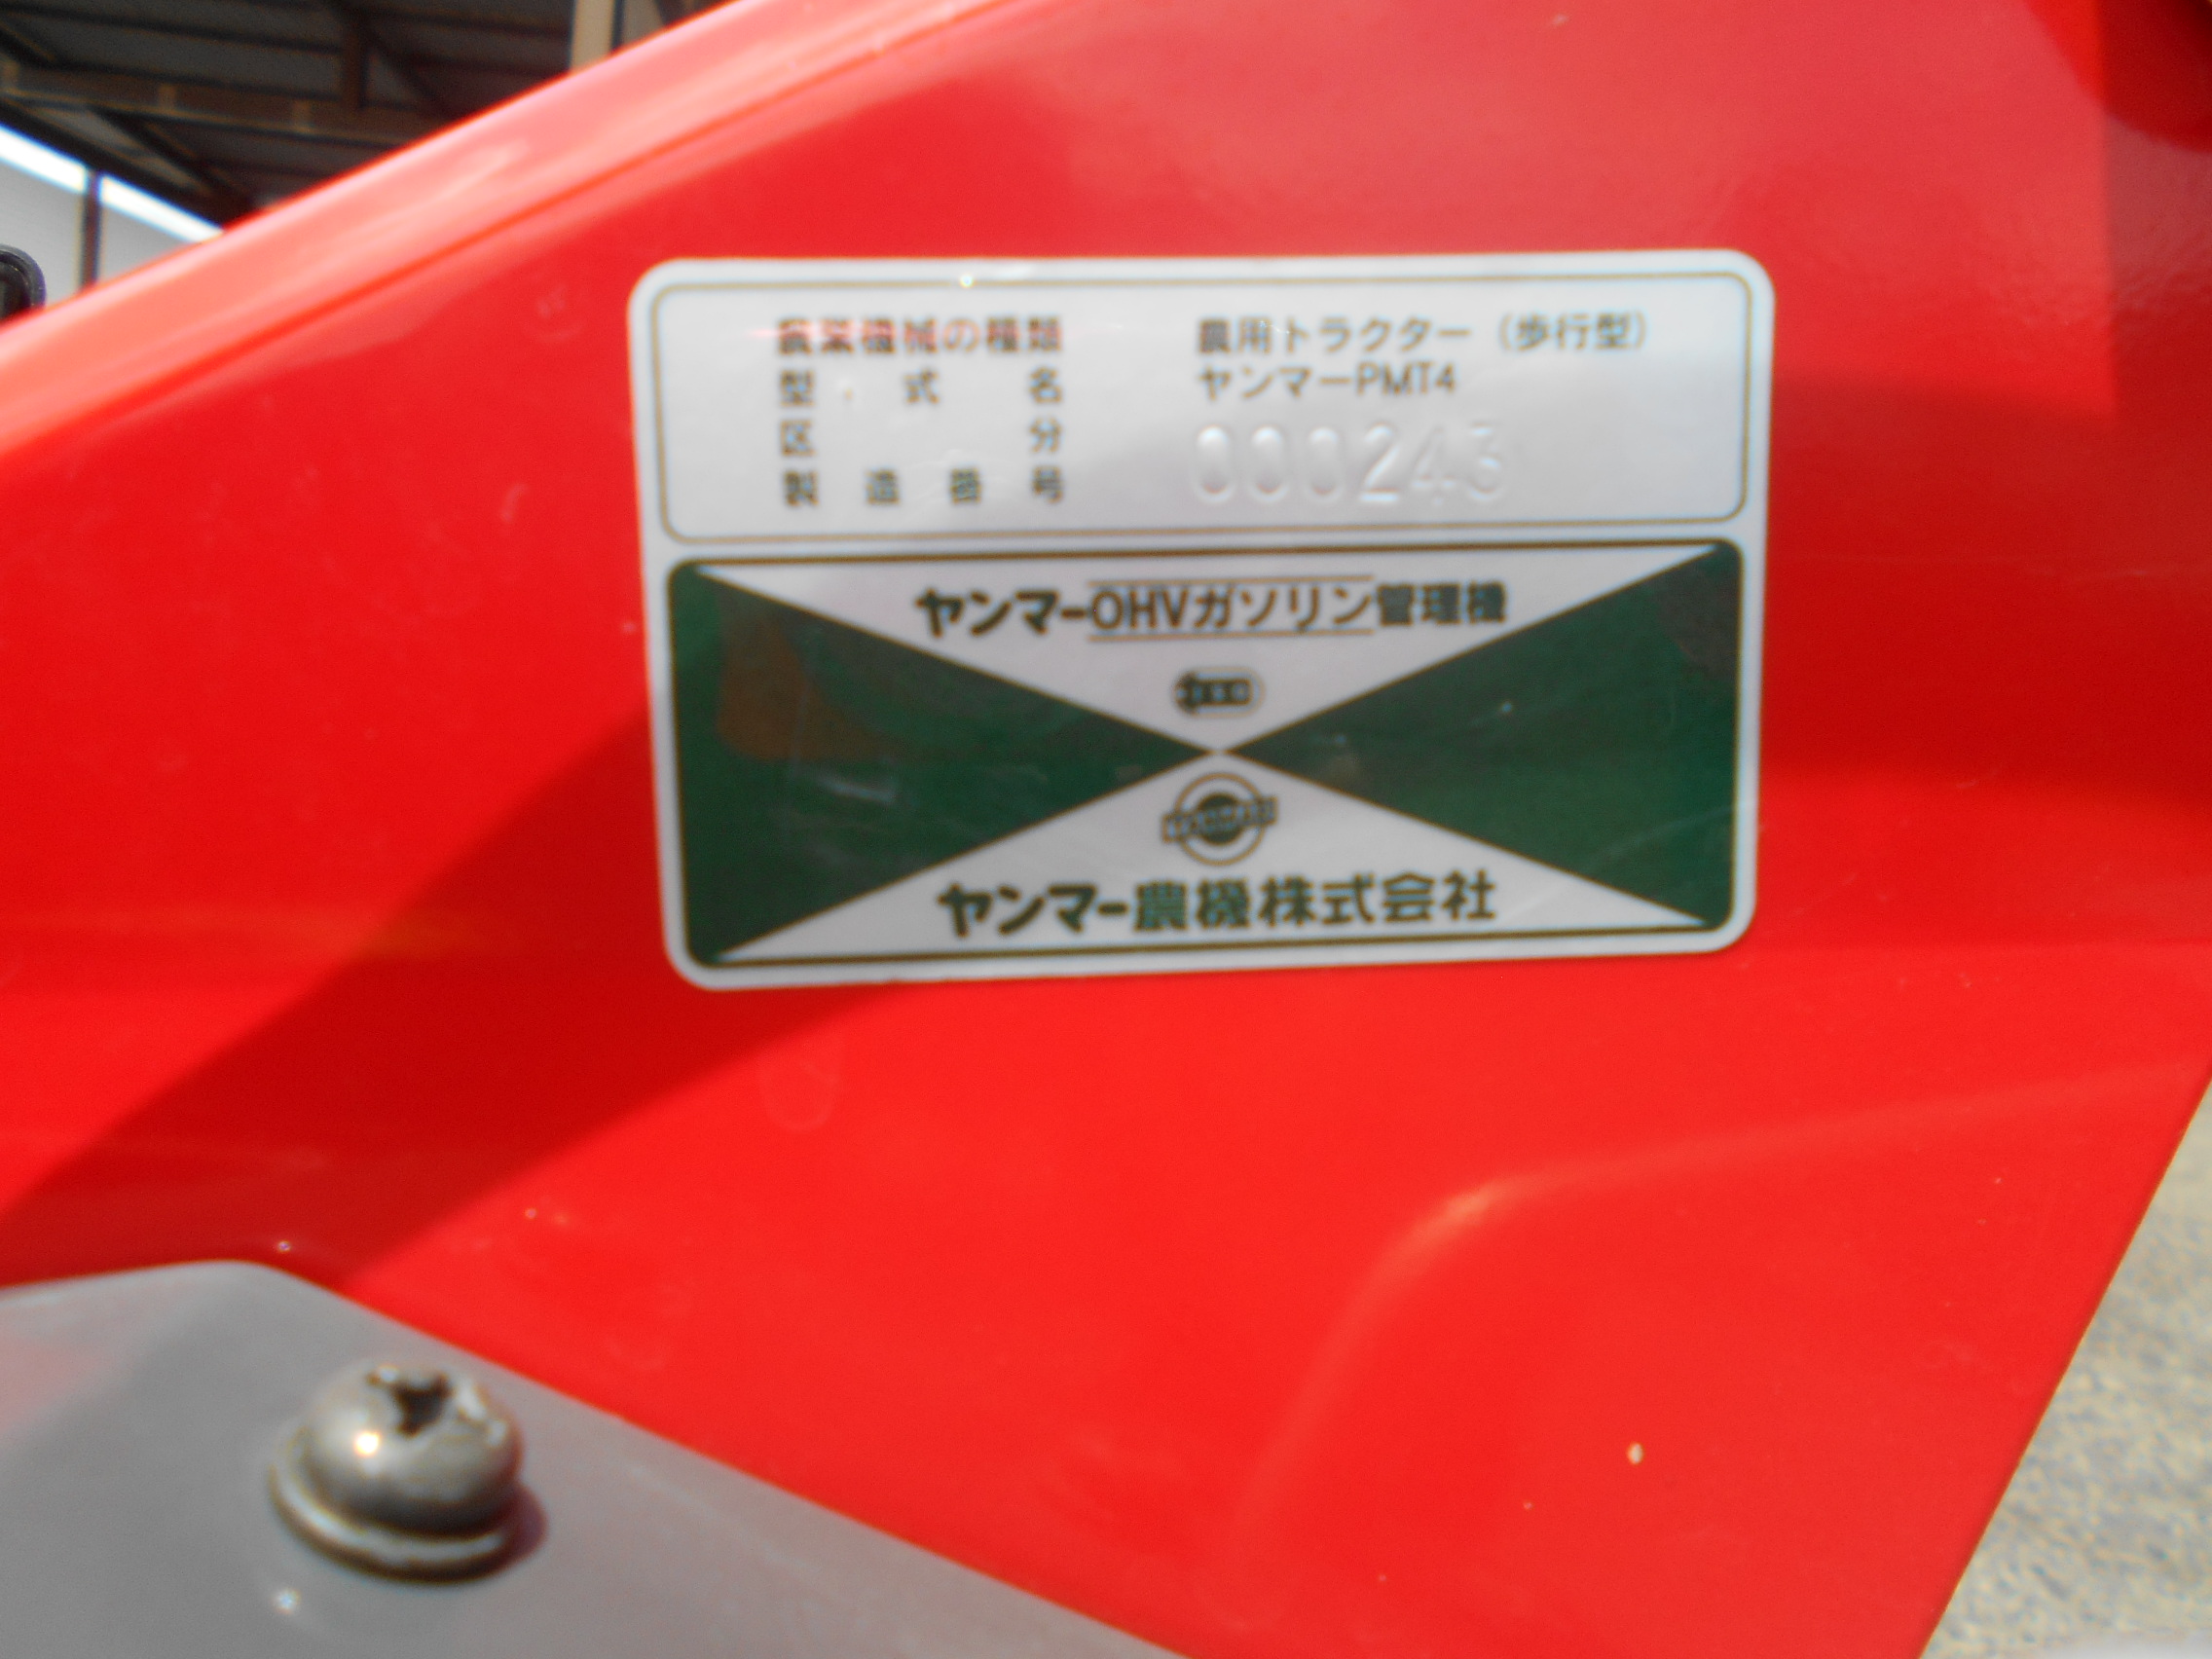 農業機械の種類 農用トラクター（歩行型）
型式名 ヤンマーPMT4
区分
製造番号 000243
ヤンマーOHVガソリン管理機
ヤンマー農機株式会社